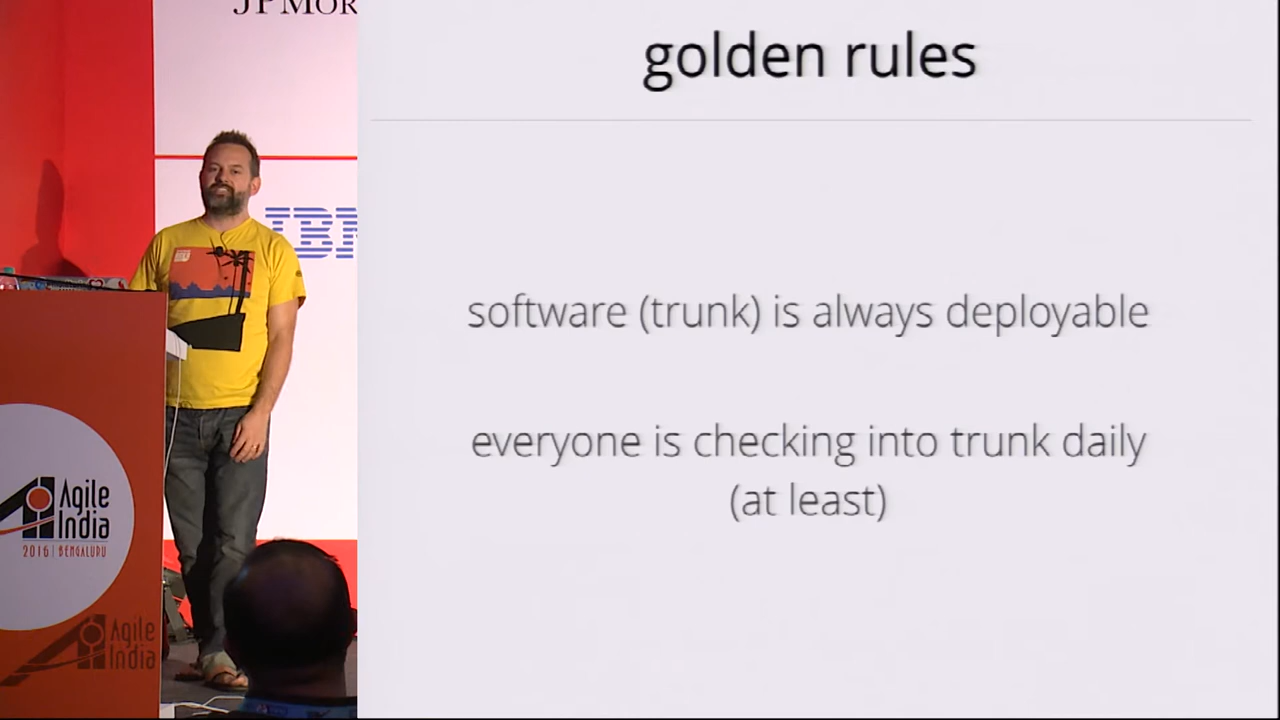 golden rules
software (trunk) is always deployable
everyone is checking into trunk daily
(at least)
IBM
Agile
India
2016 | BENGALURU
Agile
India